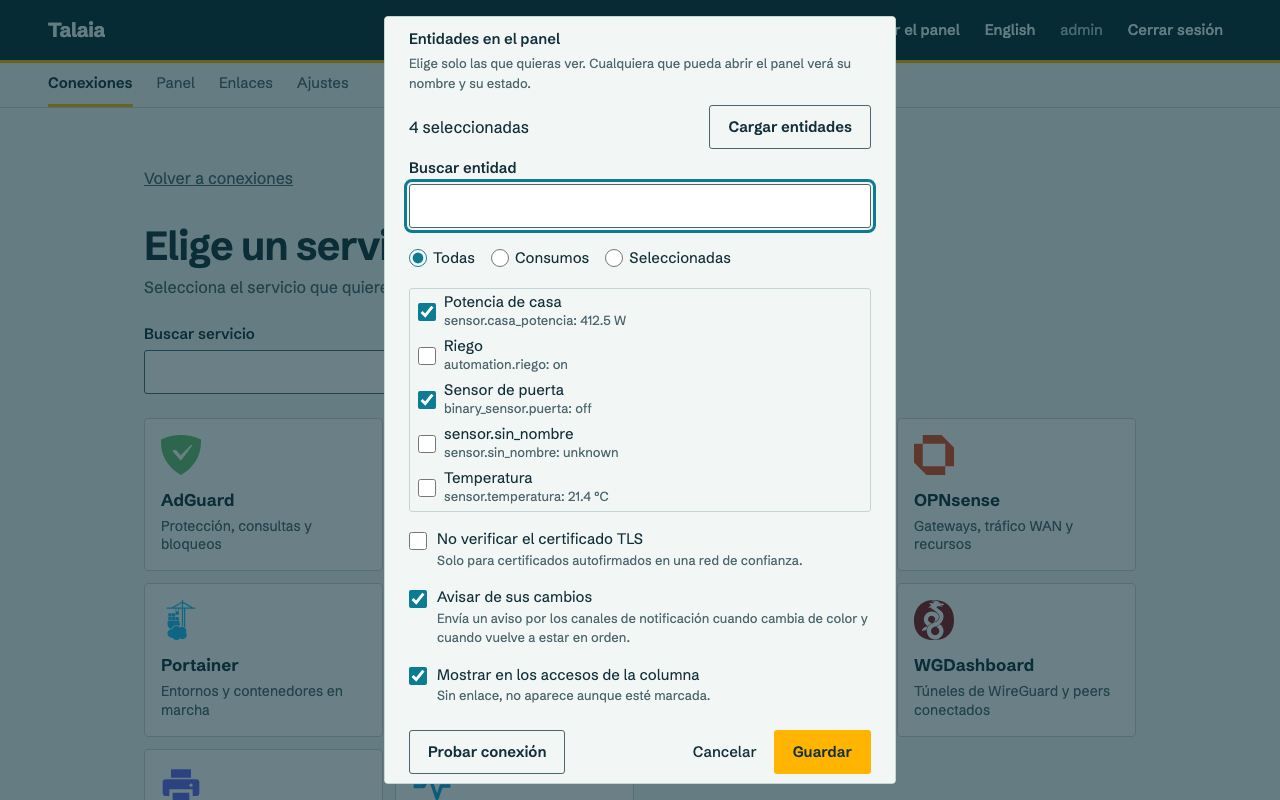 Talaia
r el panel
English
admin
Cerrar sesión
Conexiones
Panel
Enlaces
Ajustes
Volver a conexiones
Elige un servi
Selecciona el servicio que quiere
Buscar servicio
AdGuard
Protección, consultas y
bloqueos
OPNsense
Gateways, tráfico WAN y
recursos
Portainer
Entornos y contenedores en
marcha
WGDashboard
Túneles de WireGuard y peers
conectados
Entidades en el panel
Elige solo las que quieras ver. Cualquiera que pueda abrir el panel verá su
nombre y su estado.
4 seleccionadas
Cargar entidades
Buscar entidad
Todas
Consumos
Seleccionadas
Potencia de casa
sensor.casa_potencia: 412.5 W
Riego
automation.riego: on
Sensor de puerta
binary_sensor.puerta: off
sensor.sin_nombre
sensor.sin_nombre: unknown
Temperatura
sensor.temperatura: 21.4 °C
No verificar el certificado TLS
Solo para certificados autofirmados en una red de confianza.
Avisar de sus cambios
Envía un aviso por los canales de notificación cuando cambia de color y
cuando vuelve a estar en orden.
Mostrar en los accesos de la columna
Sin enlace, no aparece aunque esté marcada.
Probar conexión
Cancelar
Guardar